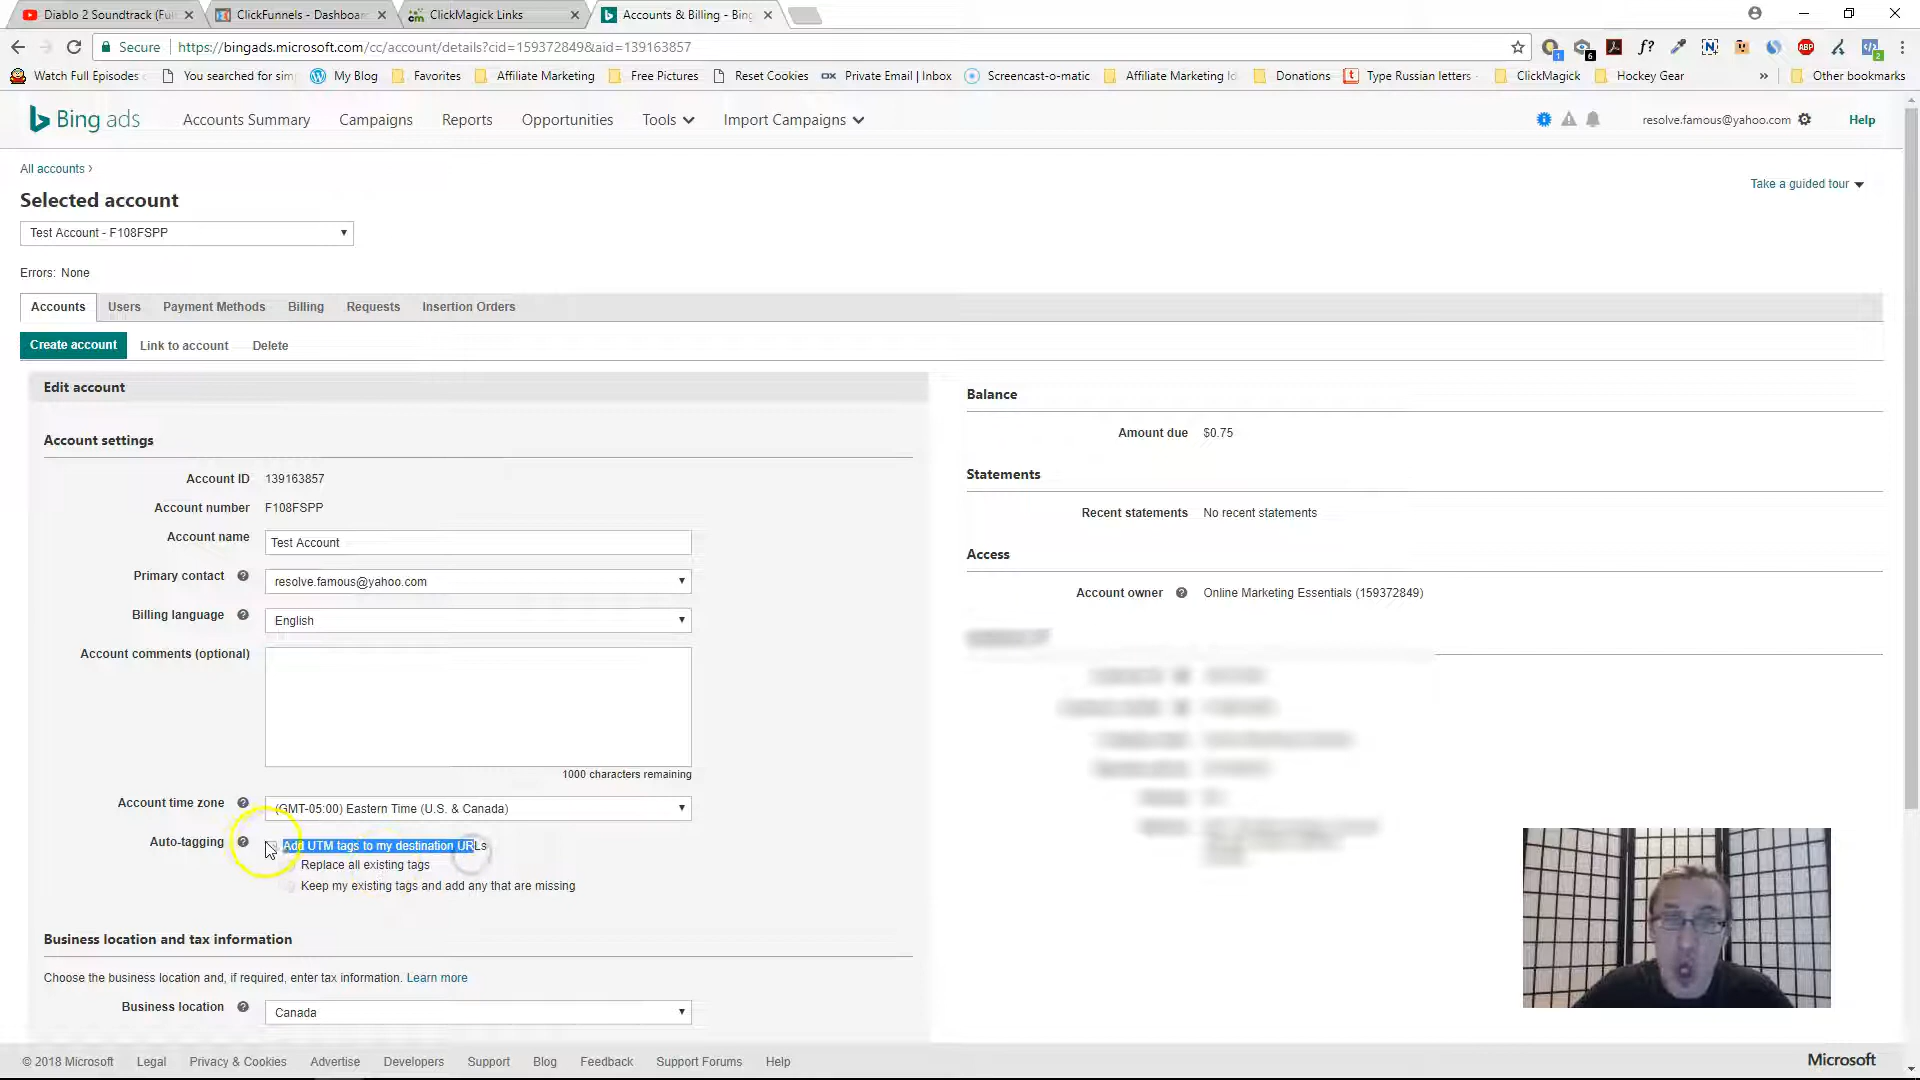 Diablo 2 Soundtrack (Ful
ClickFunnels - Dashboar
ClickMagick Links
Accounts & Billing - Bing
Secure
https://bingads.microsoft.com/cc/account/details?cid=159372849&aid=139163857
Watch Full Episodes
You searched for sim
My Blog
Favorites
Affiliate Marketing
Free Pictures
Reset Cookies
Private Email | Inbox
Screencast-o-matic
Affiliate Marketing Id
Donations
Type Russian letters
ClickMagick
Hockey Gear
»
Other bookmarks
Bing ads
Accounts Summary
Campaigns
Reports
Opportunities
Tools
Import Campaigns
resolve.famous@yahoo.com
Help
All accounts ›
Take a guided tour
Selected account
Test Account - F108FSPP
Errors: None
Accounts
Users
Payment Methods
Billing
Requests
Insertion Orders
Create account
Link to account
Delete
Edit account
Account settings
Account ID 139163857
Account number F108FSPP
Account name Test Account
Primary contact resolve.famous@yahoo.com
Billing language English
Account comments (optional)
1000 characters remaining
Account time zone (GMT-05:00) Eastern Time (U.S. & Canada)
Auto-tagging Add UTM tags to my destination URLs
Replace all existing tags
Keep my existing tags and add any that are missing
Business location and tax information
Choose the business location and, if required, enter tax information. Learn more
Business location Canada
Balance
Amount due $0.75
Statements
Recent statements No recent statements
Access
Account owner Online Marketing Essentials (159372849)
© 2018 Microsoft
Legal
Privacy & Cookies
Advertise
Developers
Support
Blog
Feedback
Support Forums
Help
Microsoft